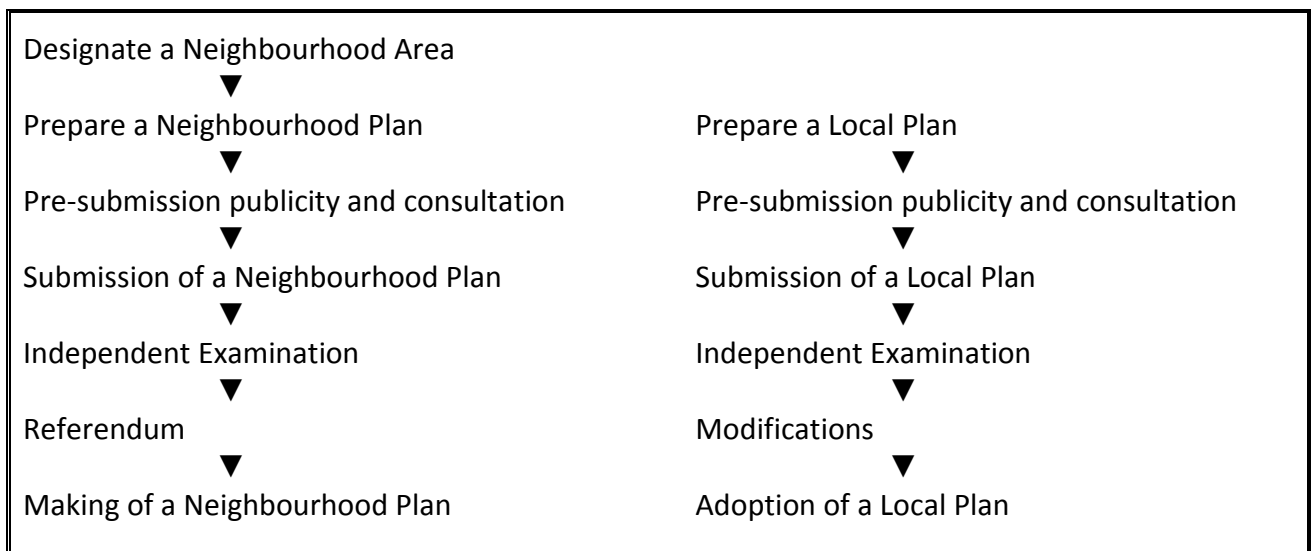 Designate a Neighbourhood Area
▼
Prepare a Neighbourhood Plan Prepare a Local Plan
▼ ▼
Pre-submission publicity and consultation Pre-submission publicity and consultation
▼ ▼
Submission of a Neighbourhood Plan Submission of a Local Plan
▼ ▼
Independent Examination Independent Examination
▼ ▼
Referendum Modifications
▼ ▼
Making of a Neighbourhood Plan Adoption of a Local Plan